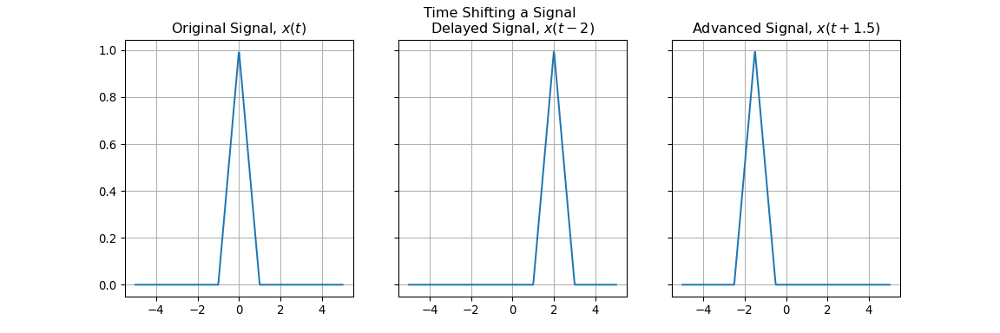 Time Shifting a Signal
Original Signal, x(t)
Delayed Signal, x(t − 2)
Advanced Signal, x(t + 1.5)
1.0
0.8
0.6
0.4
0.2
0.0
−4 −2 0 2 4
−4 −2 0 2 4
−4 −2 0 2 4